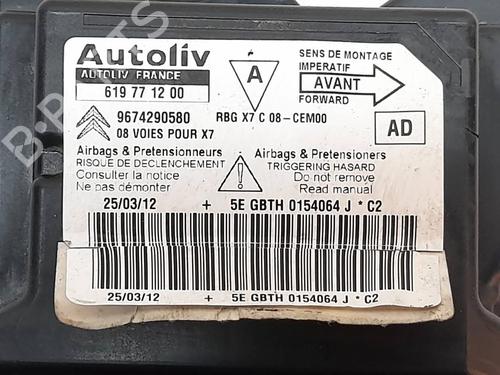 Autoliv
AUTOLIV FRANCE
619 77 12 00
A
SENS DE MONTAGE
IMPERATIF
AVANT
FORWARD
9674290580
RBG X7 C 08-CEM00
08 VOIES POUR X7
AD
Airbags & Pretensionneurs
RISQUE DE DECLENCHEMENT
Consulter la notice
Ne pas démonter
Airbags & Pretensioners
TRIGGERING HASARD
Do not remove
Read manual
25/03/12 + 5E GBTH 0154064 J * C2
25/03/12 + 5E GBTH 0154064 J * C2
B-Parts